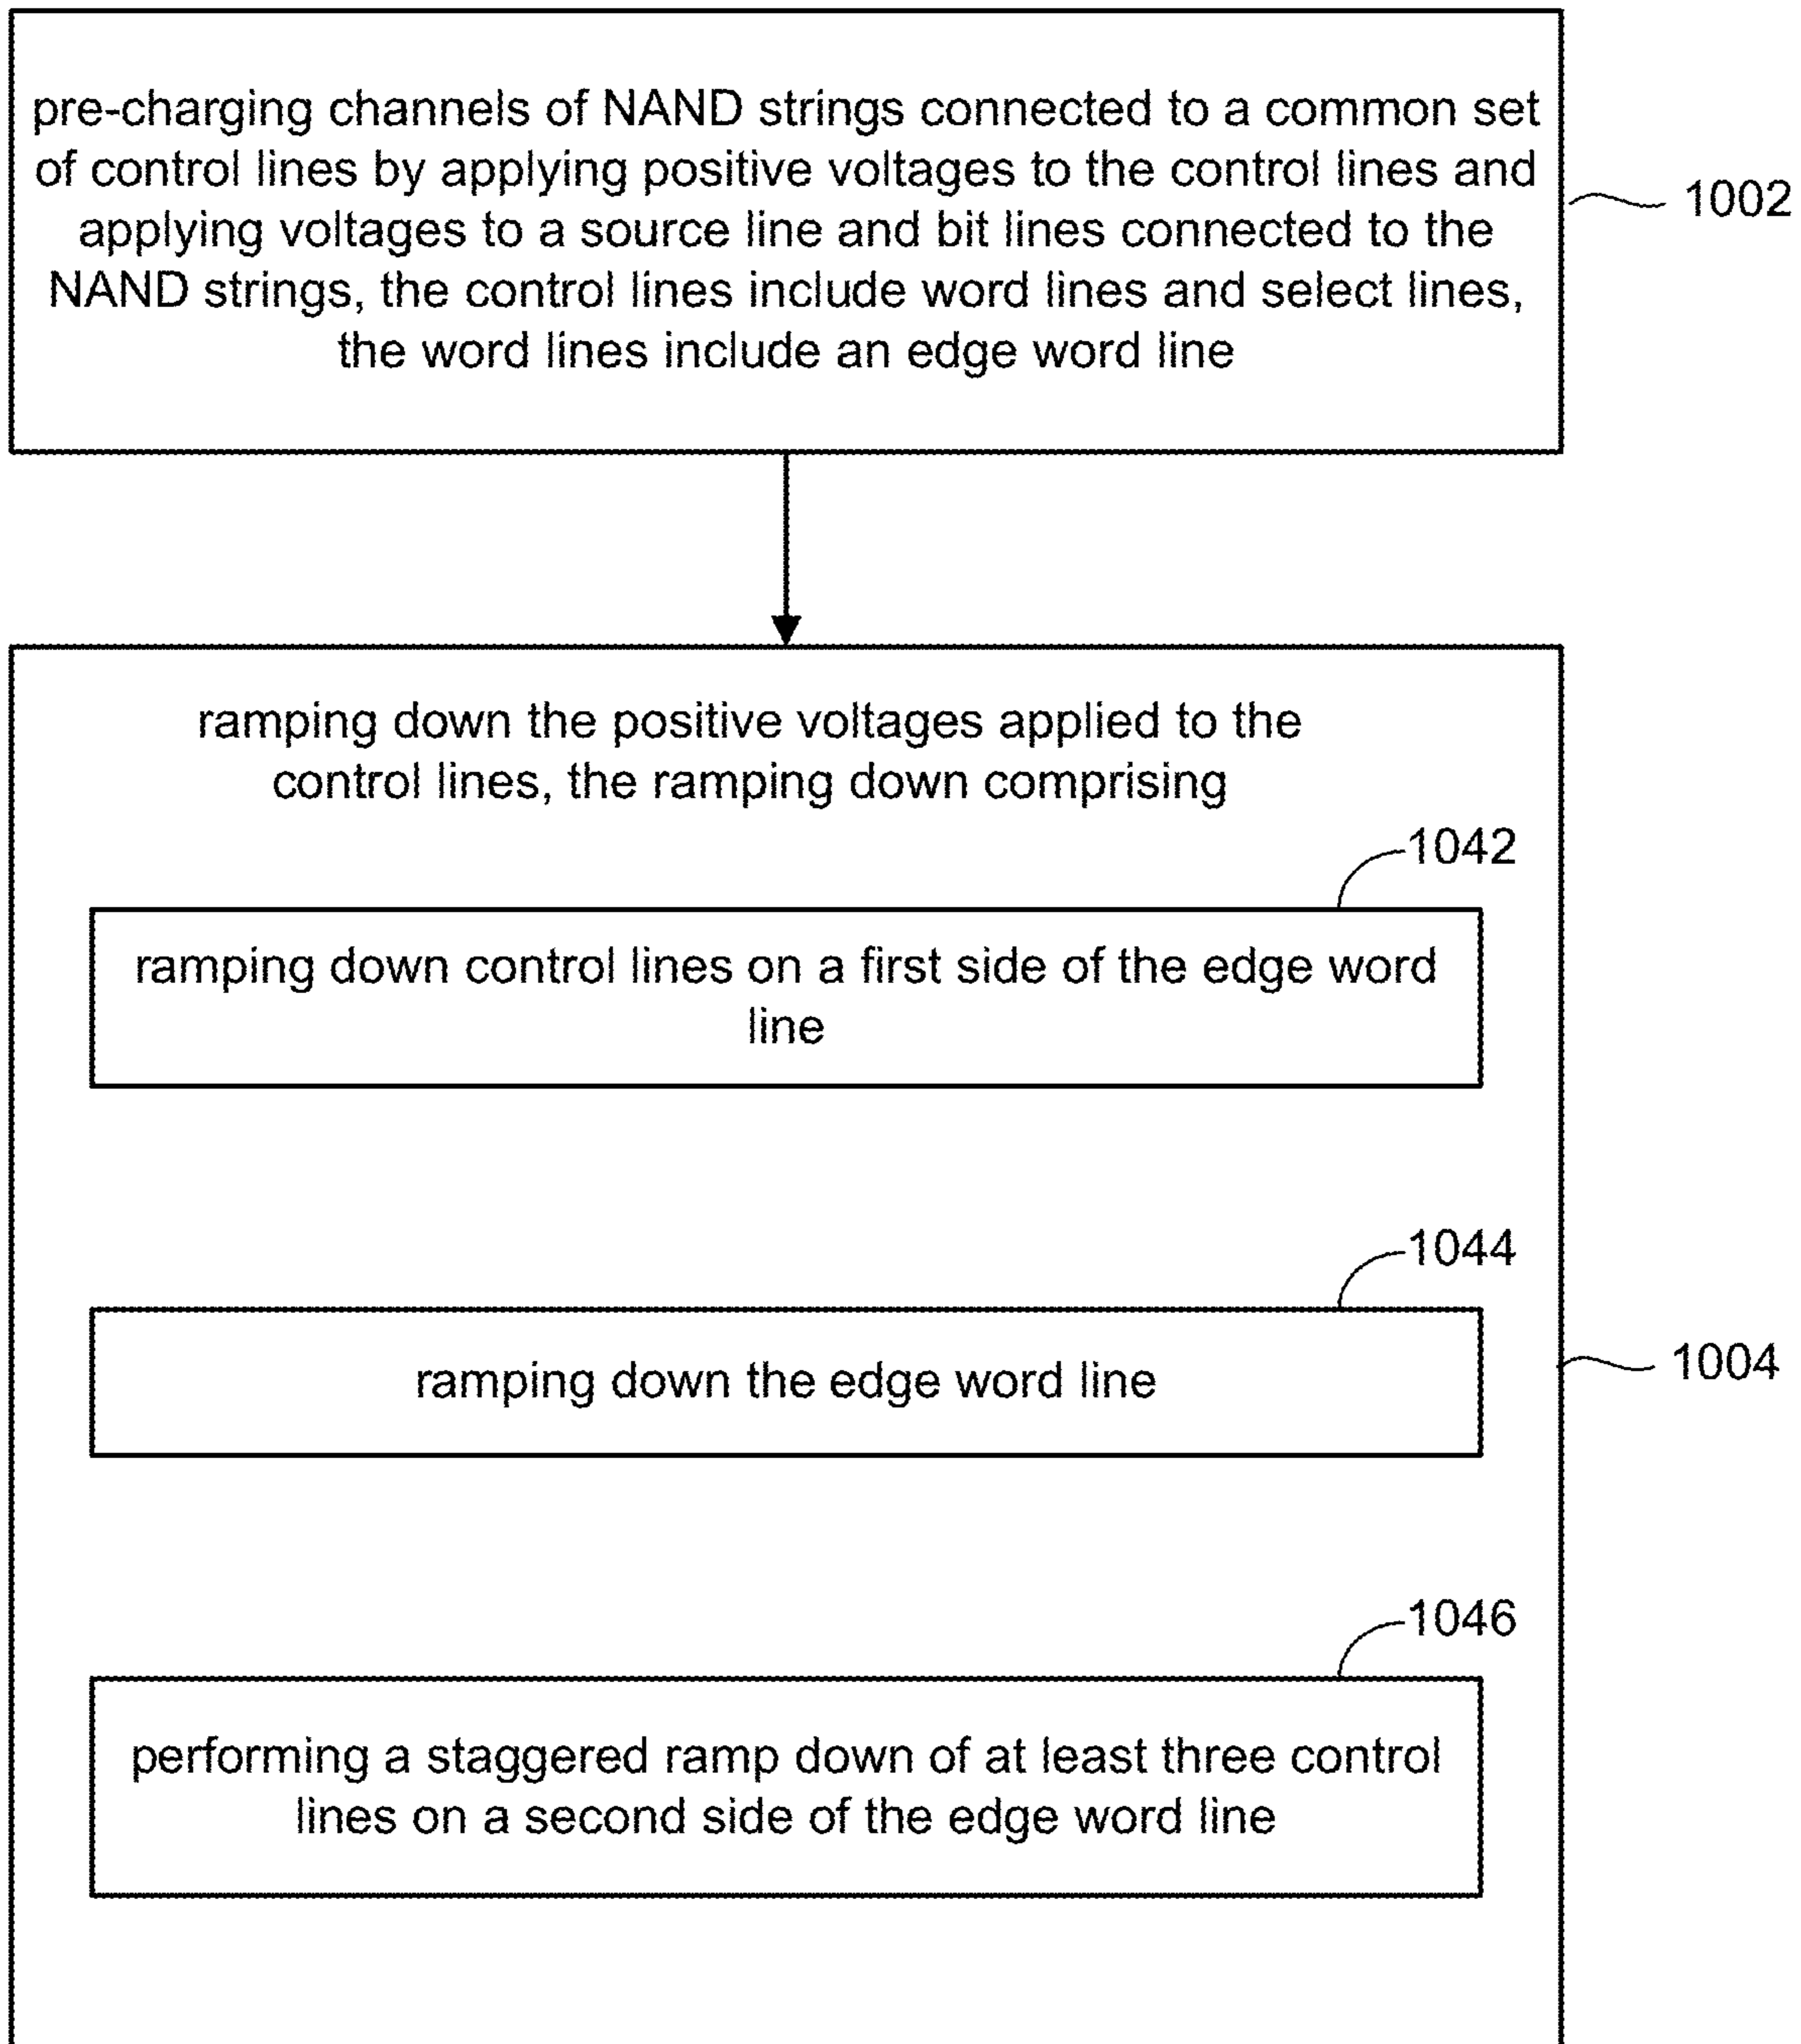 pre-charging channels of NAND strings connected to a common set
of control lines by applying positive voltages to the control lines and
applying voltages to a source line and bit lines connected to the
NAND strings, the control lines include word lines and select lines,
the word lines include an edge word line
1002
ramping down the positive voltages applied to the
control lines, the ramping down comprising
1042
ramping down control lines on a first side of the edge word
line
1044
ramping down the edge word line
1004
1046
performing a staggered ramp down of at least three control
lines on a second side of the edge word line